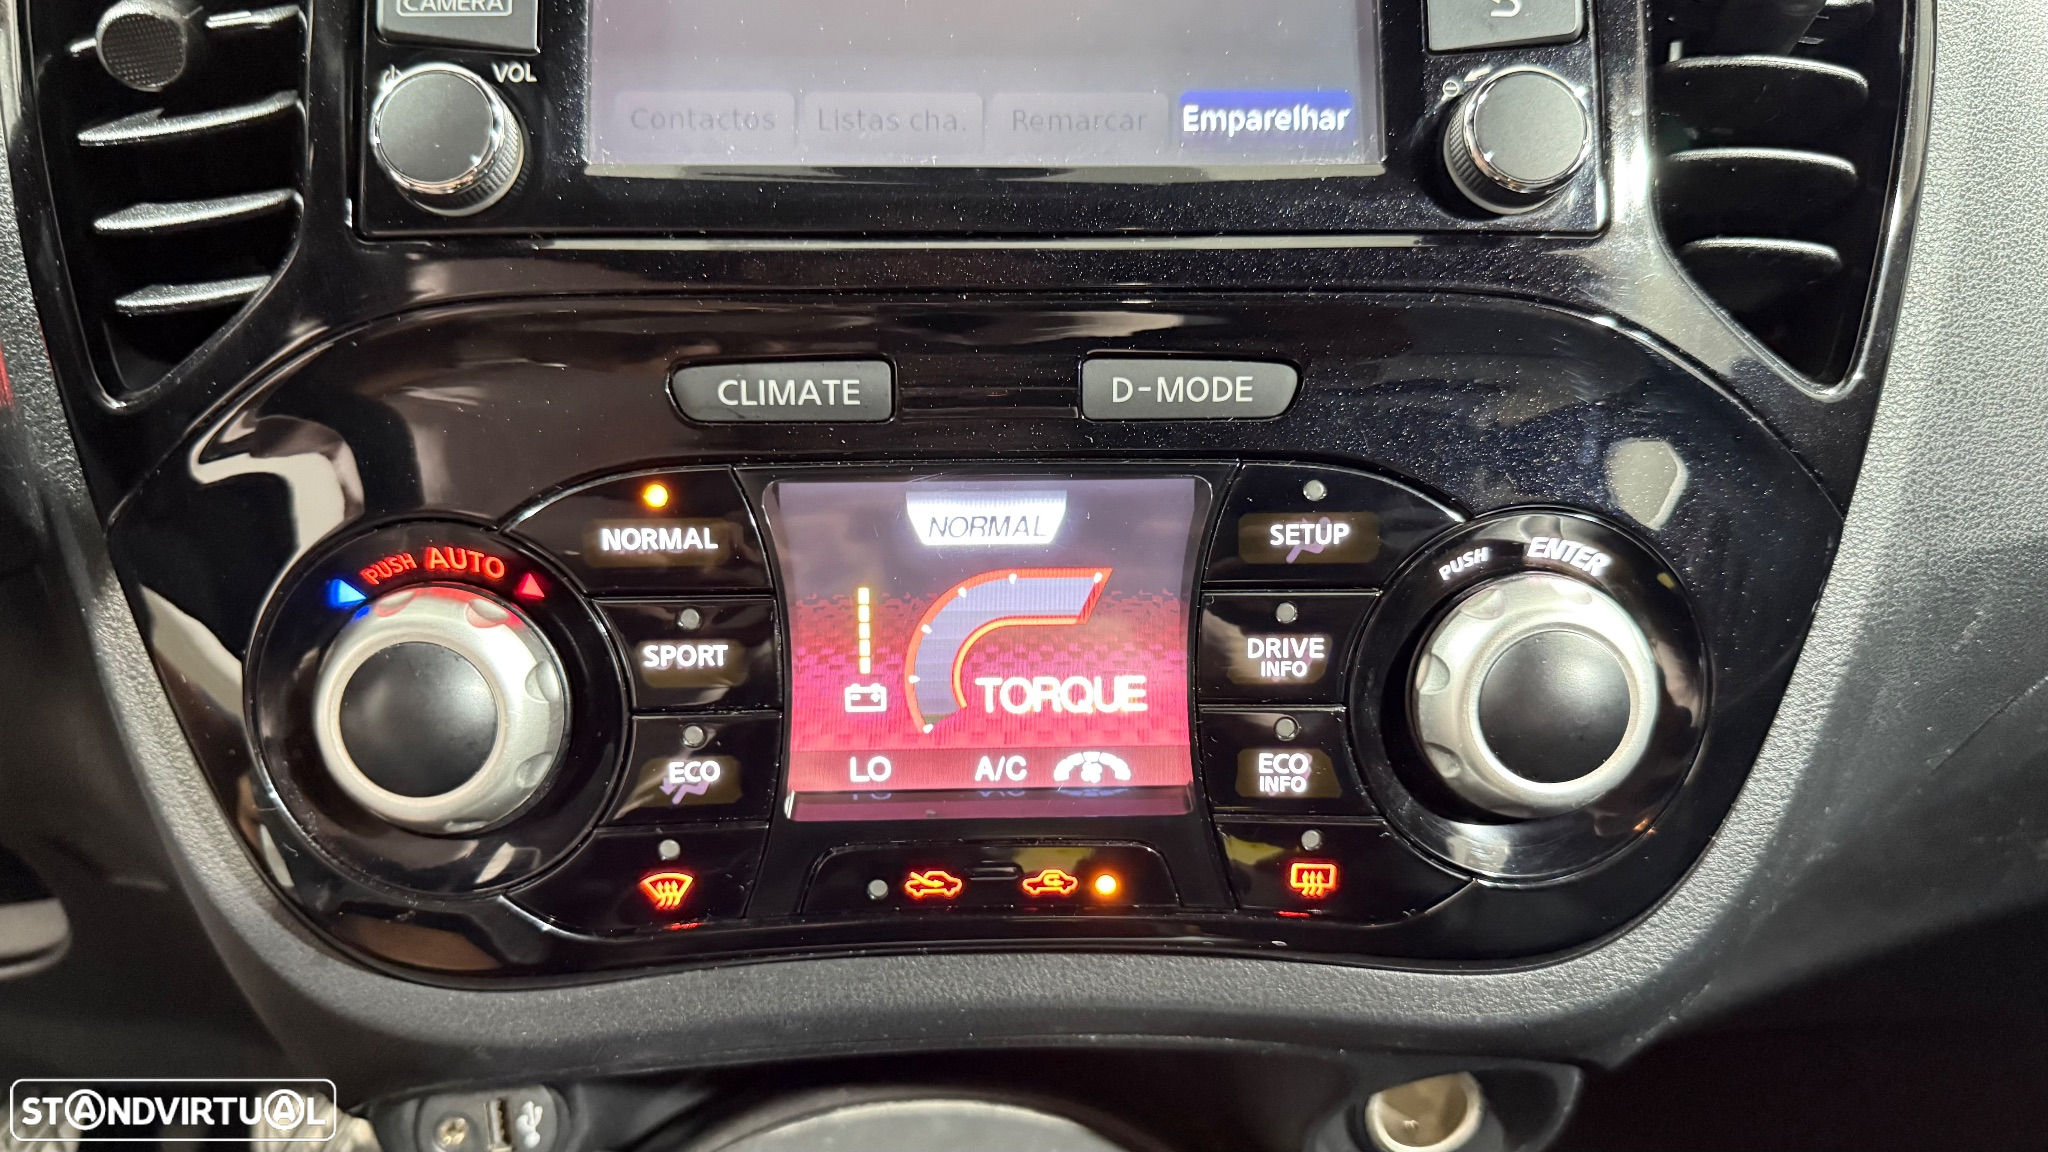 CAMERA
VOL
Contactos Listas cha. Remarcar Emparelhar
CLIMATE D-MODE
NORMAL
NORMAL
SETUP
PUSH AUTO
PUSH ENTER
SPORT
DRIVE
INFO
TORQUE
ECO
ECO
INFO
LO A/C
STANDVIRTUAL